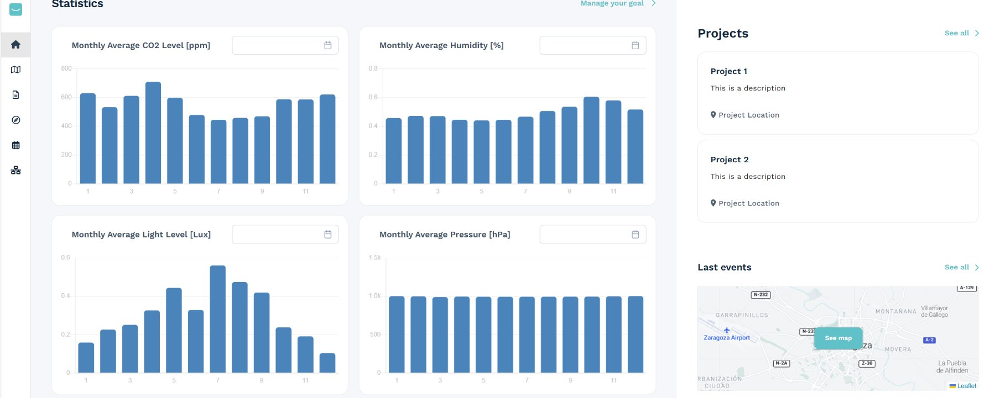 Statistics
Manage your goal
Monthly Average CO2 Level [ppm]
800
600
400
200
0
1 3 5 7 9 11
Monthly Average Humidity [%]
0.8
0.6
0.4
0.2
0
1 3 5 7 9 11
Monthly Average Light Level [Lux]
0.6
0.4
0.2
0
1 3 5 7 9 11
Monthly Average Pressure [hPa]
1.5k
1.0k
500
0
1 3 5 7 9 11
Projects
See all
Project 1
This is a description
Project Location
Project 2
This is a description
Project Location
Last events
See all
A-129
N-232
Villamayor
de Gállego
MONTAÑANA
GARRAPINILLOS
N-232
See map
Zaragoza Airport
A-2
MOVERA
N-2A
Z-30
La Puebla
de Alfindén
RBANIZACIÓN
CIUDAD
Leaflet